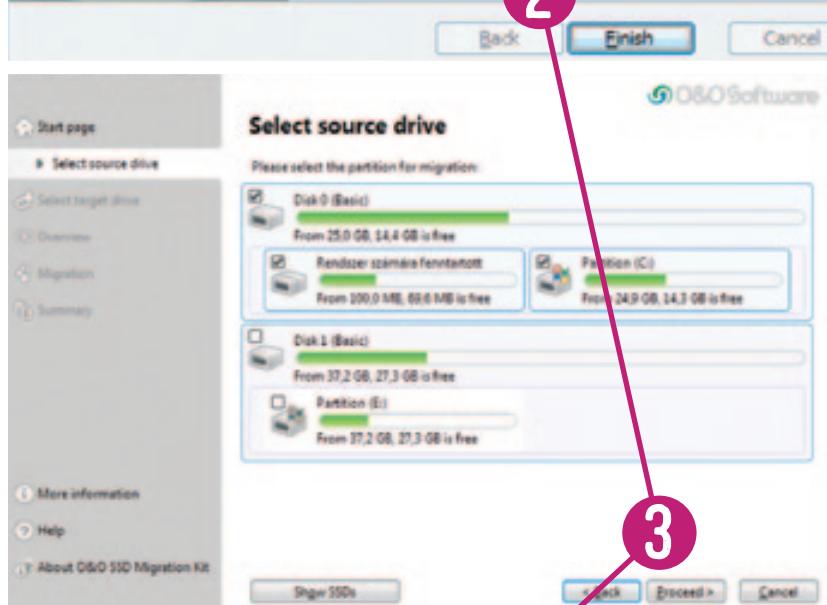 2
Back Finish Cancel
O&O Software
Start page
Select source drive
Select source drive
Please select the partition for migration:
Select target drive
Overview
Migration
Summary
Disk 0 (Basic)
From 25,0 GB, 14,4 GB is free
Rendszer számára fenntartott
From 100,0 MB, 69,6 MB is free
Partition (C:)
From 24,9 GB, 14,3 GB is free
Disk 1 (Basic)
From 37,2 GB, 27,3 GB is free
Partition (E:)
From 37,2 GB, 27,3 GB is free
More information
Help
About O&O SSD Migration Kit
3
Show SSDs < Back Proceed > Cancel